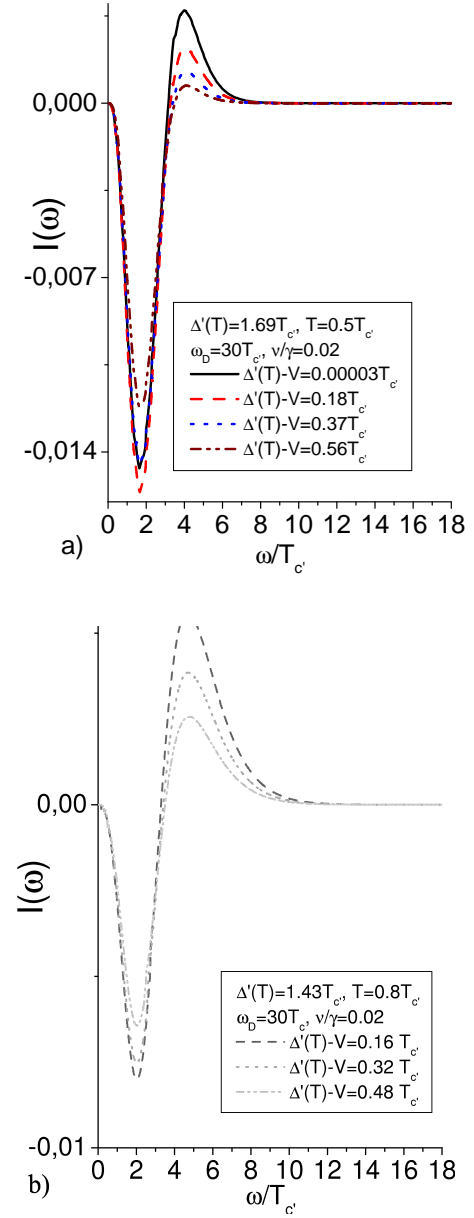 0,000
-0,007
-0,014
I(ω)
Δ'(T)=1.69T_c', T=0.5T_c'
ω_D=30T_c', ν/γ=0.02
Δ'(T)-V=0.00003T_c'
Δ'(T)-V=0.18T_c'
Δ'(T)-V=0.37T_c'
Δ'(T)-V=0.56T_c'
0 2 4 6 8 10 12 14 16 18
a)
ω/T_c'
0,00
-0,01
I(ω)
Δ'(T)=1.43T_c', T=0.8T_c'
ω_D=30T_c', ν/γ=0.02
Δ'(T)-V=0.16 T_c'
Δ'(T)-V=0.32 T_c'
Δ'(T)-V=0.48 T_c'
0 2 4 6 8 10 12 14 16 18
b)
ω/T_c'